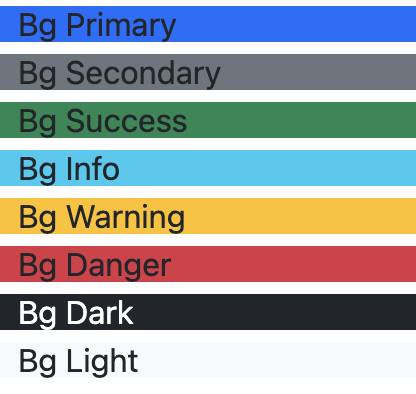 Bg Primary
Bg Secondary
Bg Success
Bg Info
Bg Warning
Bg Danger
Bg Dark
Bg Light